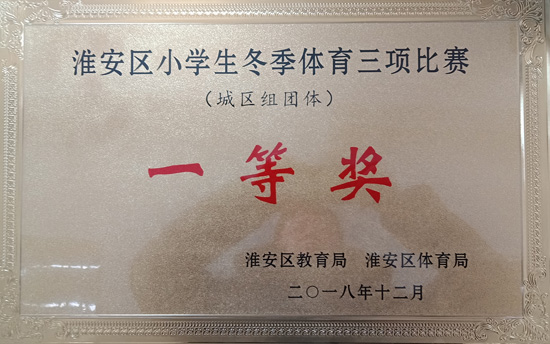 淮安区小学生冬季体育三项比赛
（城区组团体）
一等奖
淮安区教育局 淮安区体育局
二〇一八年十二月